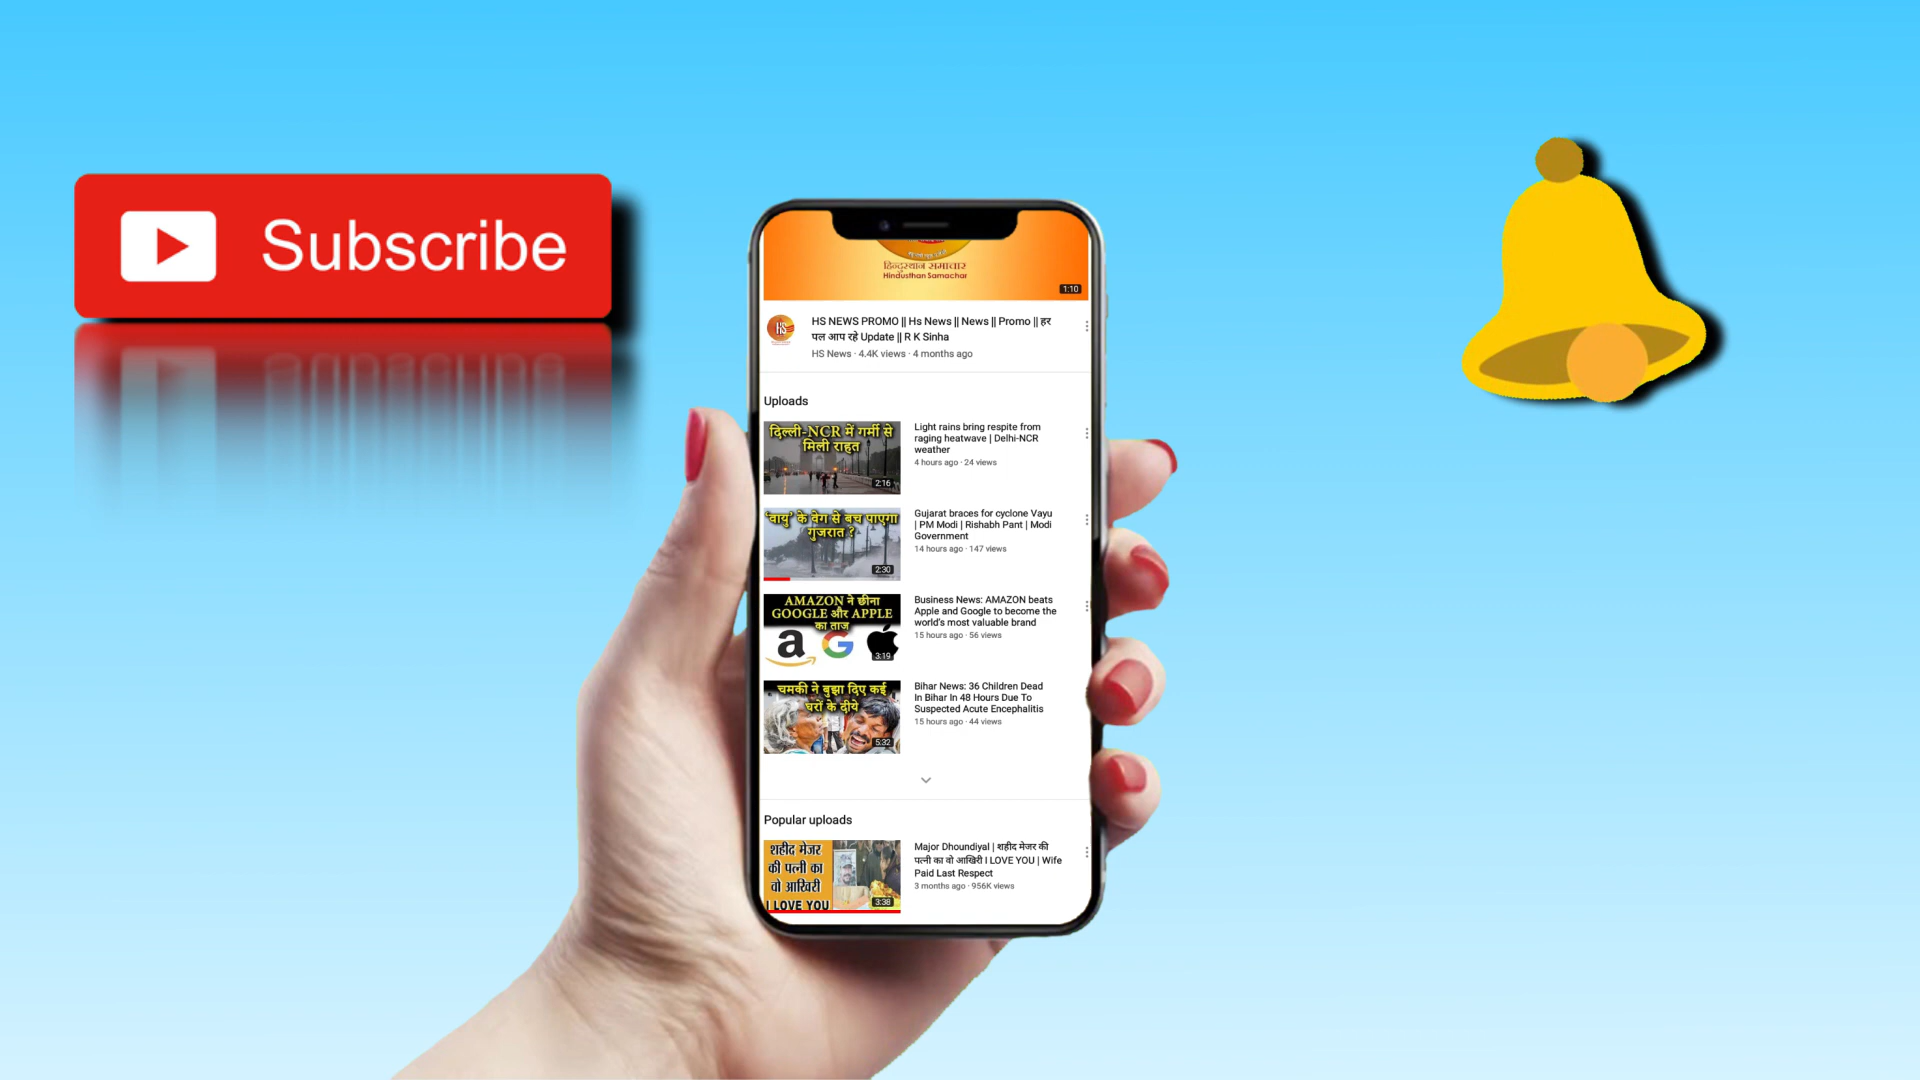 Subscribe
हिन्दुस्थान समाचार
Hindusthan Samachar
1:10
HS
HS NEWS PROMO || Hs News || News || Promo || हर
पल आप रहे Update || R K Sinha
HS News · 4.4K views · 4 months ago
Uploads
दिल्ली-NCR में गर्मी से
मिली राहत
2:16
Light rains bring respite from
raging heatwave | Delhi-NCR
weather
4 hours ago · 24 views
'वायु' के वेग से बच पाएगा
गुजरात ?
2:30
Gujarat braces for cyclone Vayu
| PM Modi | Rishabh Pant | Modi
Government
14 hours ago · 147 views
AMAZON ने छीना
GOOGLE और APPLE
का ताज
a G
3:19
Business News: AMAZON beats
Apple and Google to become the
world's most valuable brand
15 hours ago · 56 views
चमकी ने बुझा दिए कई
घरों के दीये
5:32
Bihar News: 36 Children Dead
In Bihar In 48 Hours Due To
Suspected Acute Encephalitis
15 hours ago · 44 views
Popular uploads
शहीद मेजर
की पत्नी का
वो आखिरी
I LOVE YOU
3:38
Major Dhoundiyal | शहीद मेजर की
पत्नी का वो आखिरी I LOVE YOU | Wife
Paid Last Respect
3 months ago · 956K views